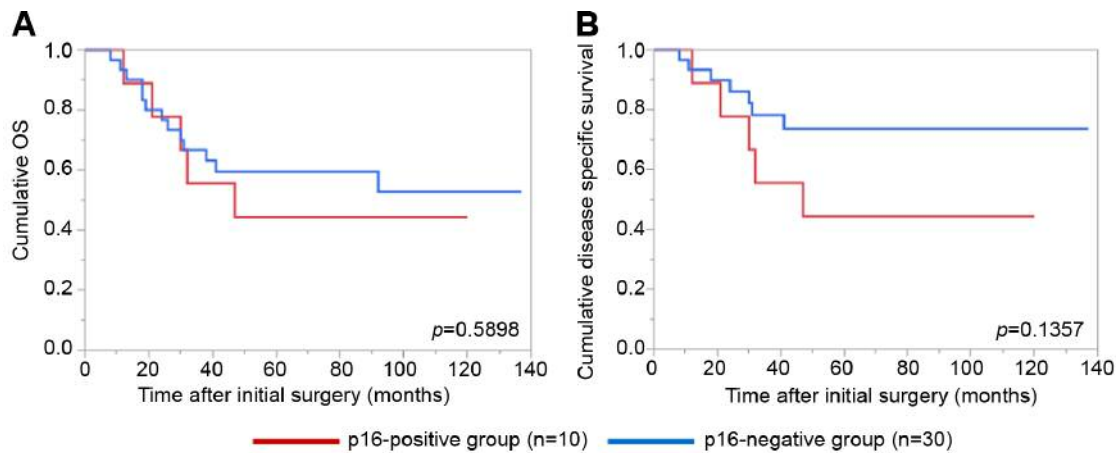 A
Cumulative OS
1.0
0.8
0.6
0.4
0.2
0.0
p=0.5898
0 20 40 60 80 100 120 140
Time after initial surgery (months)
B
Cumulative disease specific survival
1.0
0.8
0.6
0.4
0.2
0.0
p=0.1357
0 20 40 60 80 100 120 140
Time after initial surgery (months)
p16-positive group (n=10) p16-negative group (n=30)